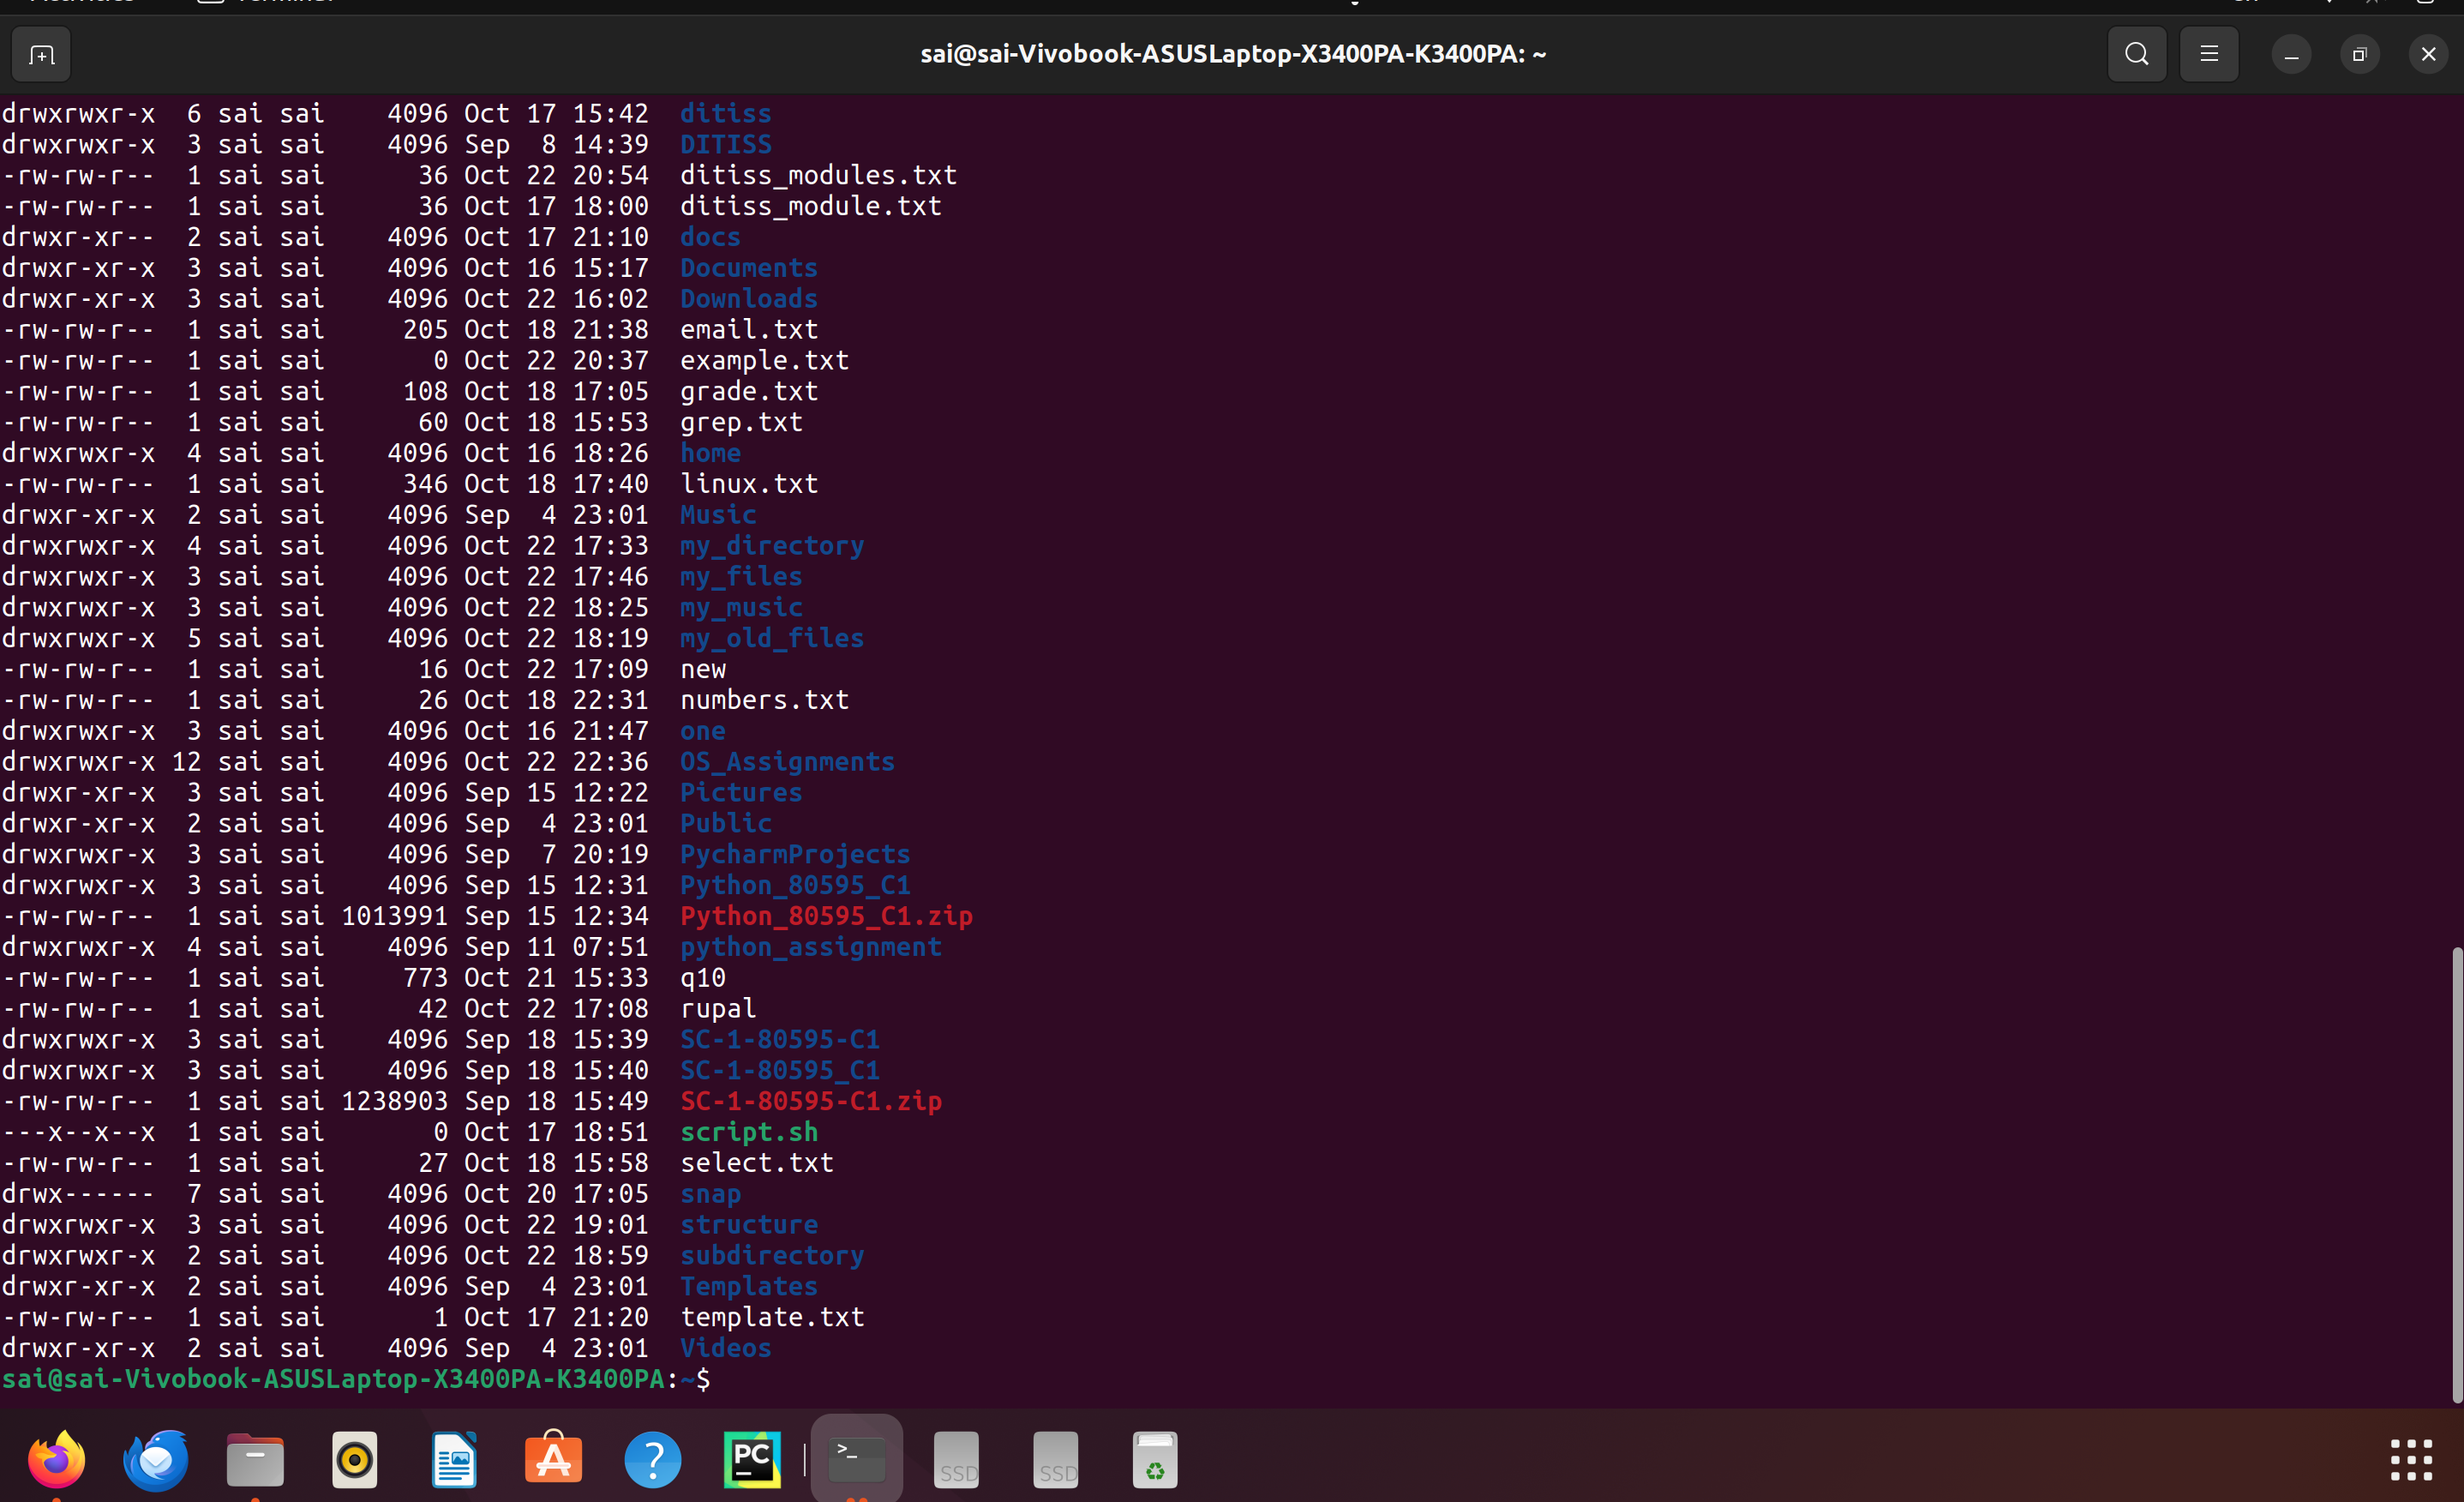 sai@sai-Vivobook-ASUSLaptop-X3400PA-K3400PA: ~
drwxrwxr-x  6 sai sai    4096 Oct 17 15:42  ditiss
drwxrwxr-x  3 sai sai    4096 Sep  8 14:39  DITISS
-rw-rw-r--  1 sai sai      36 Oct 22 20:54  ditiss_modules.txt
-rw-rw-r--  1 sai sai      36 Oct 17 18:00  ditiss_module.txt
drwxr-xr--  2 sai sai    4096 Oct 17 21:10  docs
drwxr-xr-x  3 sai sai    4096 Oct 16 15:17  Documents
drwxr-xr-x  3 sai sai    4096 Oct 22 16:02  Downloads
-rw-rw-r--  1 sai sai     205 Oct 18 21:38  email.txt
-rw-rw-r--  1 sai sai       0 Oct 22 20:37  example.txt
-rw-rw-r--  1 sai sai     108 Oct 18 17:05  grade.txt
-rw-rw-r--  1 sai sai      60 Oct 18 15:53  grep.txt
drwxrwxr-x  4 sai sai    4096 Oct 16 18:26  home
-rw-rw-r--  1 sai sai     346 Oct 18 17:40  linux.txt
drwxr-xr-x  2 sai sai    4096 Sep  4 23:01  Music
drwxrwxr-x  4 sai sai    4096 Oct 22 17:33  my_directory
drwxrwxr-x  3 sai sai    4096 Oct 22 17:46  my_files
drwxrwxr-x  3 sai sai    4096 Oct 22 18:25  my_music
drwxrwxr-x  5 sai sai    4096 Oct 22 18:19  my_old_files
-rw-rw-r--  1 sai sai      16 Oct 22 17:09  new
-rw-rw-r--  1 sai sai      26 Oct 18 22:31  numbers.txt
drwxrwxr-x  3 sai sai    4096 Oct 16 21:47  one
drwxrwxr-x 12 sai sai    4096 Oct 22 22:36  OS_Assignments
drwxr-xr-x  3 sai sai    4096 Sep 15 12:22  Pictures
drwxr-xr-x  2 sai sai    4096 Sep  4 23:01  Public
drwxrwxr-x  3 sai sai    4096 Sep  7 20:19  PycharmProjects
drwxrwxr-x  3 sai sai    4096 Sep 15 12:31  Python_80595_C1
-rw-rw-r--  1 sai sai 1013991 Sep 15 12:34  Python_80595_C1.zip
drwxrwxr-x  4 sai sai    4096 Sep 11 07:51  python_assignment
-rw-rw-r--  1 sai sai     773 Oct 21 15:33  q10
-rw-rw-r--  1 sai sai      42 Oct 22 17:08  rupal
drwxrwxr-x  3 sai sai    4096 Sep 18 15:39  SC-1-80595-C1
drwxrwxr-x  3 sai sai    4096 Sep 18 15:40  SC-1-80595_C1
-rw-rw-r--  1 sai sai 1238903 Sep 18 15:49  SC-1-80595-C1.zip
---x--x--x  1 sai sai       0 Oct 17 18:51  script.sh
-rw-rw-r--  1 sai sai      27 Oct 18 15:58  select.txt
drwx------  7 sai sai    4096 Oct 20 17:05  snap
drwxrwxr-x  3 sai sai    4096 Oct 22 19:01  structure
drwxrwxr-x  2 sai sai    4096 Oct 22 18:59  subdirectory
drwxr-xr-x  2 sai sai    4096 Sep  4 23:01  Templates
-rw-rw-r--  1 sai sai       1 Oct 17 21:20  template.txt
drwxr-xr-x  2 sai sai    4096 Sep  4 23:01  Videos
sai@sai-Vivobook-ASUSLaptop-X3400PA-K3400PA:~$
PC
>_
SSD
SSD